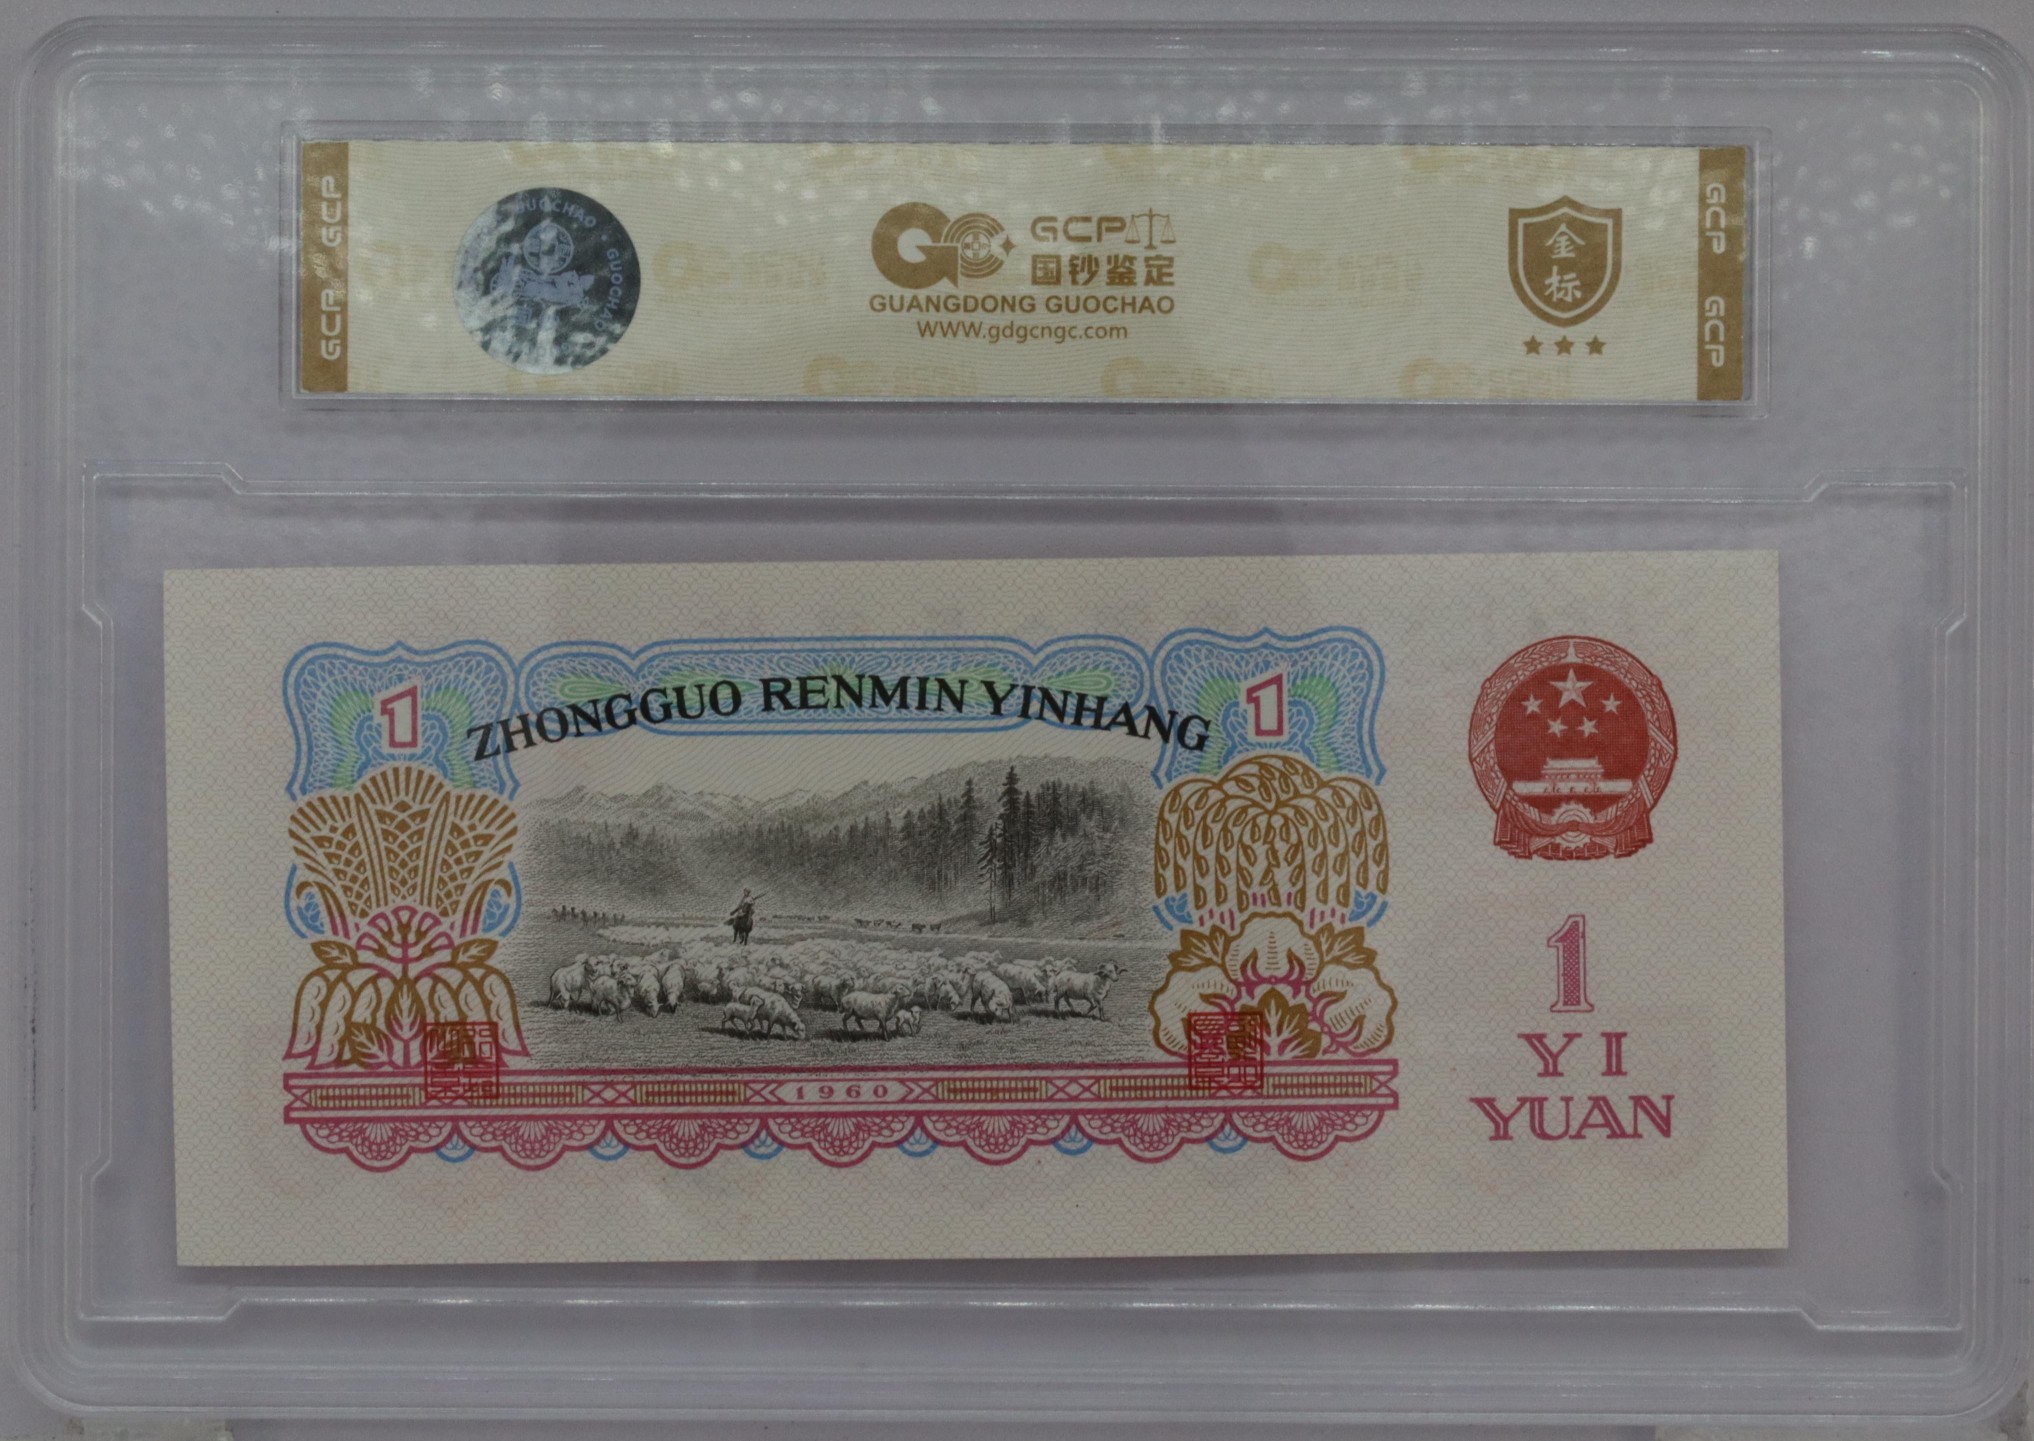 GCP GCP
GUOCHAO GUOCHAO
GCP
国钞鉴定
GUANGDONG GUOCHAO
WWW.gdgcngc.com
金标
GCP GCP
1
ZHONGGUO RENMIN YINHANG
1
1960
1
YI
YUAN